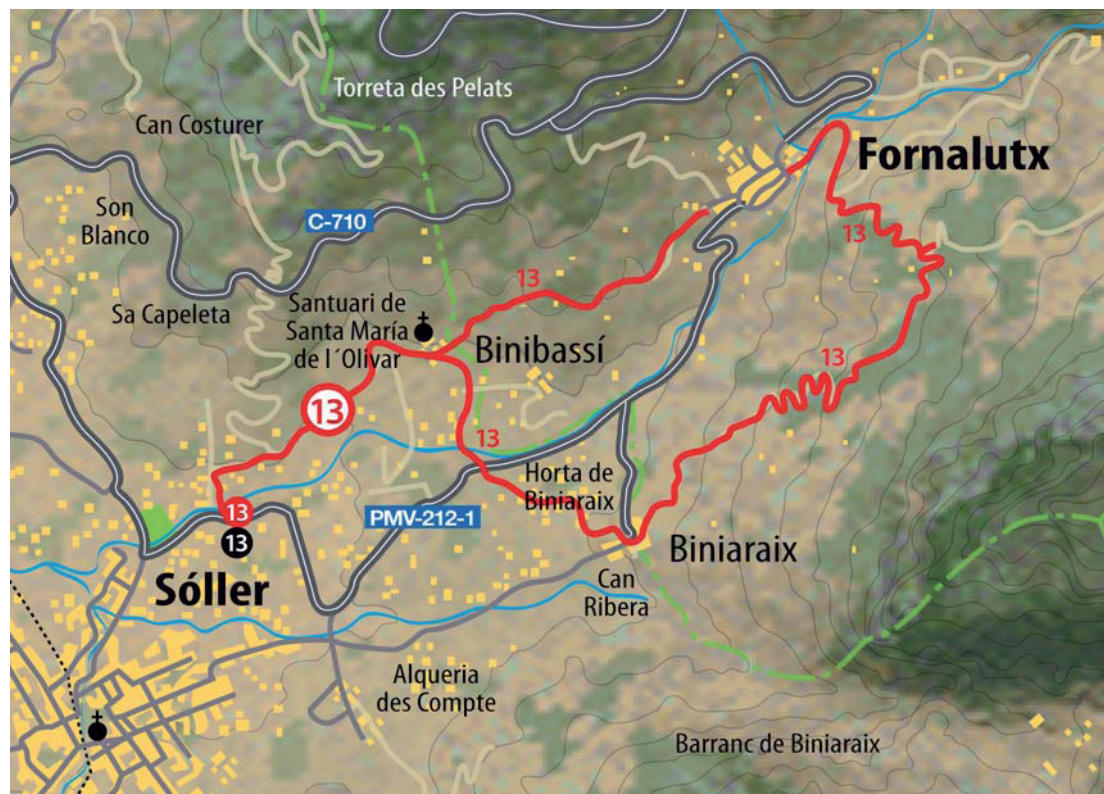 Torreta des Pelats
Can Costurer
Fornalutx
Son
Blanco
C-710
13
13
Santuari de
Santa María
de l´Olivar
Sa Capeleta
Binibassí
13
13
13
Horta de
Biniaraix
13
PMV-212-1
13
Biniaraix
Sóller
Can
Ribera
Alqueria
des Compte
Barranc de Biniaraix